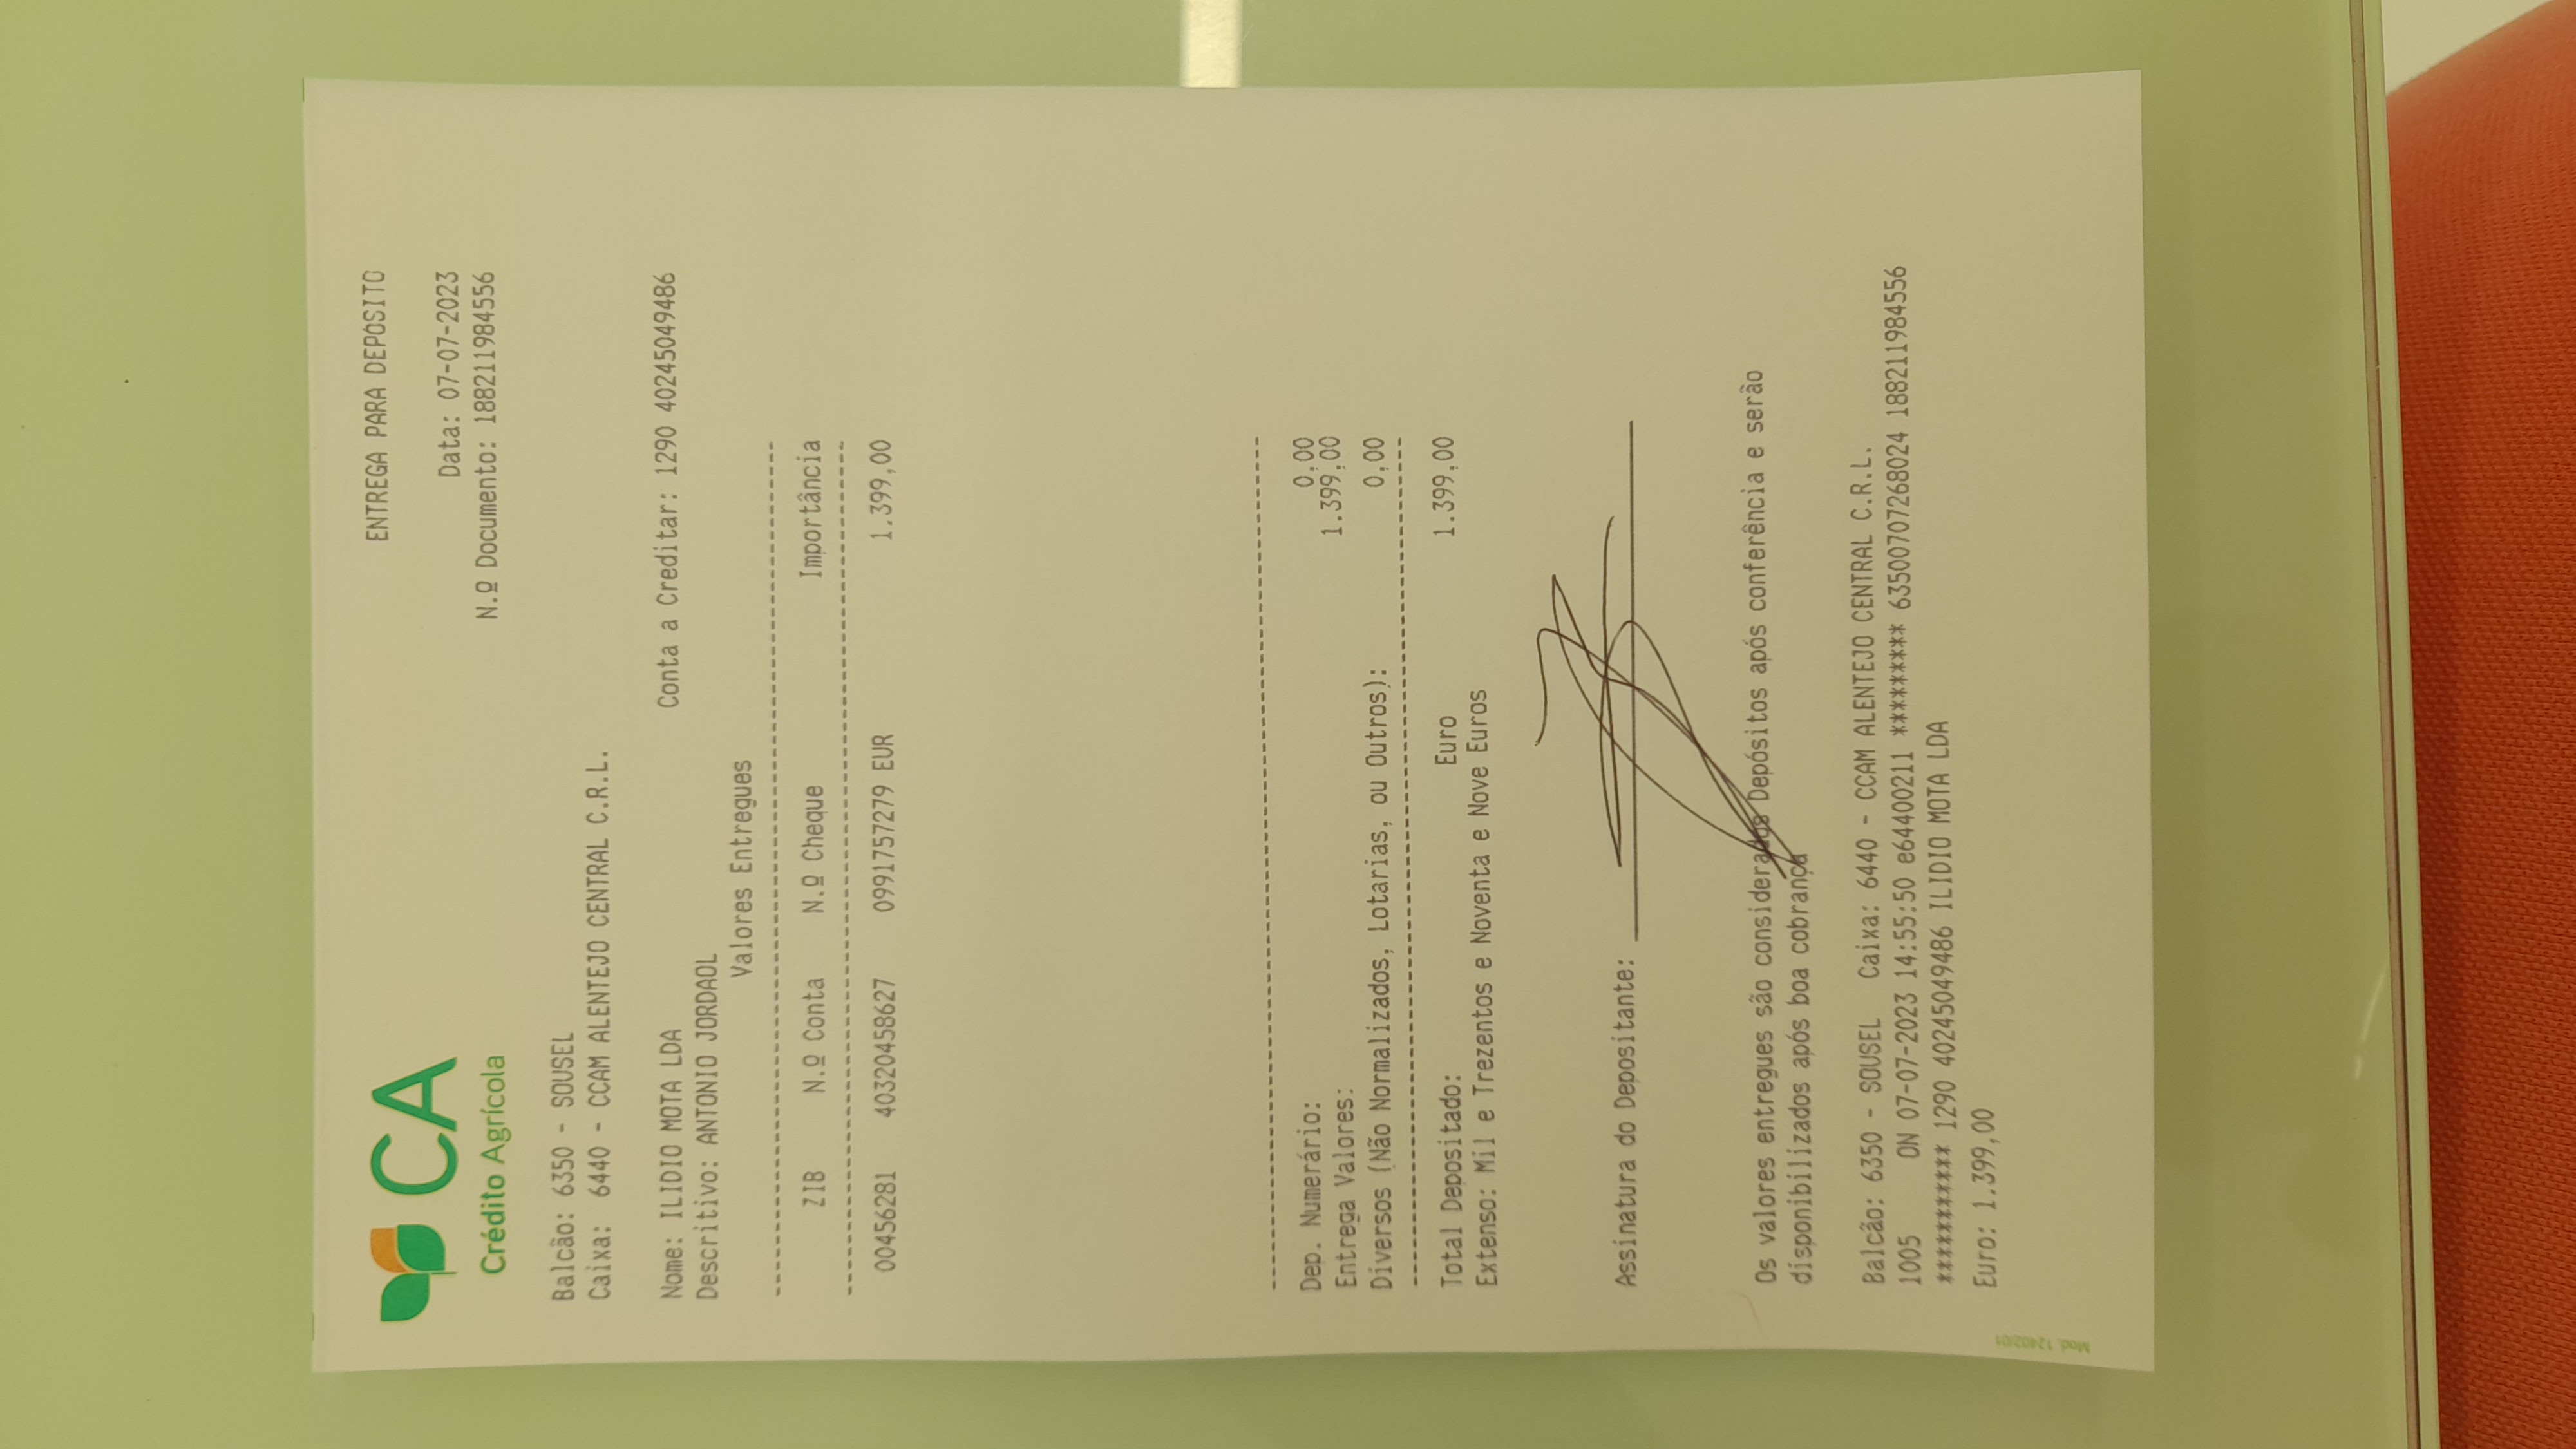 CA
Crédito Agrícola
ENTREGA PARA DEPÓSITO
Data: 07-07-2023
N.º Documento: 188211984556
Balcão: 6350 - SOUSEL
Caixa: 6440 - CCAM ALENTEJO CENTRAL C.R.L.
Nome: ILIDIO MOTA LDA Conta a Creditar: 1290 40245049486
Descritivo: ANTONIO JORDAOL
Valores Entregues
ZIB N.º Conta N.º Cheque Importância
00456281 40320458627 0991757279 EUR 1.399,00
Dep. Numerário: 0,00
Entrega Valores: 1.399,00
Diversos (Não Normalizados, Lotarias, ou Outros): 0,00
Total Depositado: Euro 1.399,00
Extenso: Mil e Trezentos e Noventa e Nove Euros
Assinatura do Depositante:
Os valores entregues são considerados Depósitos após conferência e serão
disponibilizados após boa cobrança
Balcão: 6350 - SOUSEL Caixa: 6440 - CCAM ALENTEJO CENTRAL C.R.L.
1005 ON 07-07-2023 14:55:50 e64400211 ******** 63500707268024 188211984556
*********** 1290 40245049486 ILIDIO MOTA LDA
Euro: 1.399,00
Mod. 12402/01